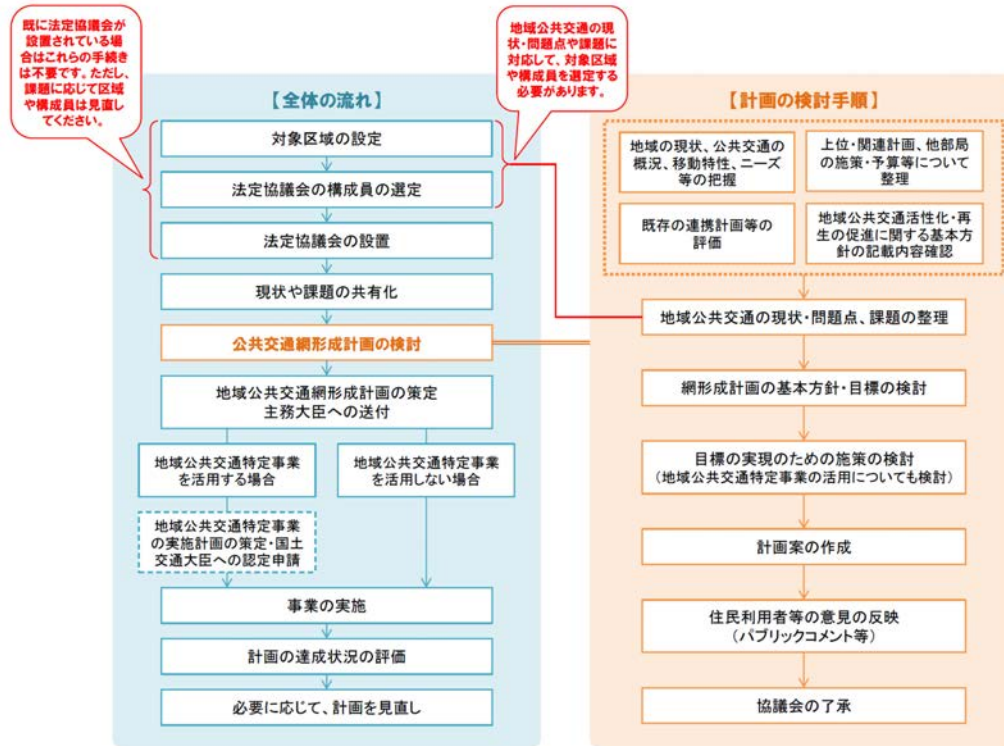 既に法定協議会が
設置されている場
合はこれらの手続き
は不要です。ただし、
課題に応じて区域
や構成員は見直し
てください。
地域公共交通の現
状・問題点や課題に
対応して、対象区域
や構成員を選定する
必要があります。
【全体の流れ】
対象区域の設定
法定協議会の構成員の選定
法定協議会の設置
現状や課題の共有化
公共交通網形成計画の検討
地域公共交通網形成計画の策定
主務大臣への送付
地域公共交通特定事業
を活用する場合
地域公共交通特定事業
を活用しない場合
地域公共交通特定事業
の実施計画の策定・国土
交通大臣への認定申請
事業の実施
計画の達成状況の評価
必要に応じて、計画を見直し
【計画の検討手順】
地域の現状、公共交通の
概況、移動特性、ニーズ
等の把握
上位・関連計画、他部局
の施策・予算等について
整理
既存の連携計画等の
評価
地域公共交通活性化・再
生の促進に関する基本方
針の記載内容確認
地域公共交通の現状・問題点、課題の整理
網形成計画の基本方針・目標の検討
目標の実現のための施策の検討
(地域公共交通特定事業の活用についても検討)
計画案の作成
住民利用者等の意見の反映
(パブリックコメント等)
協議会の了承